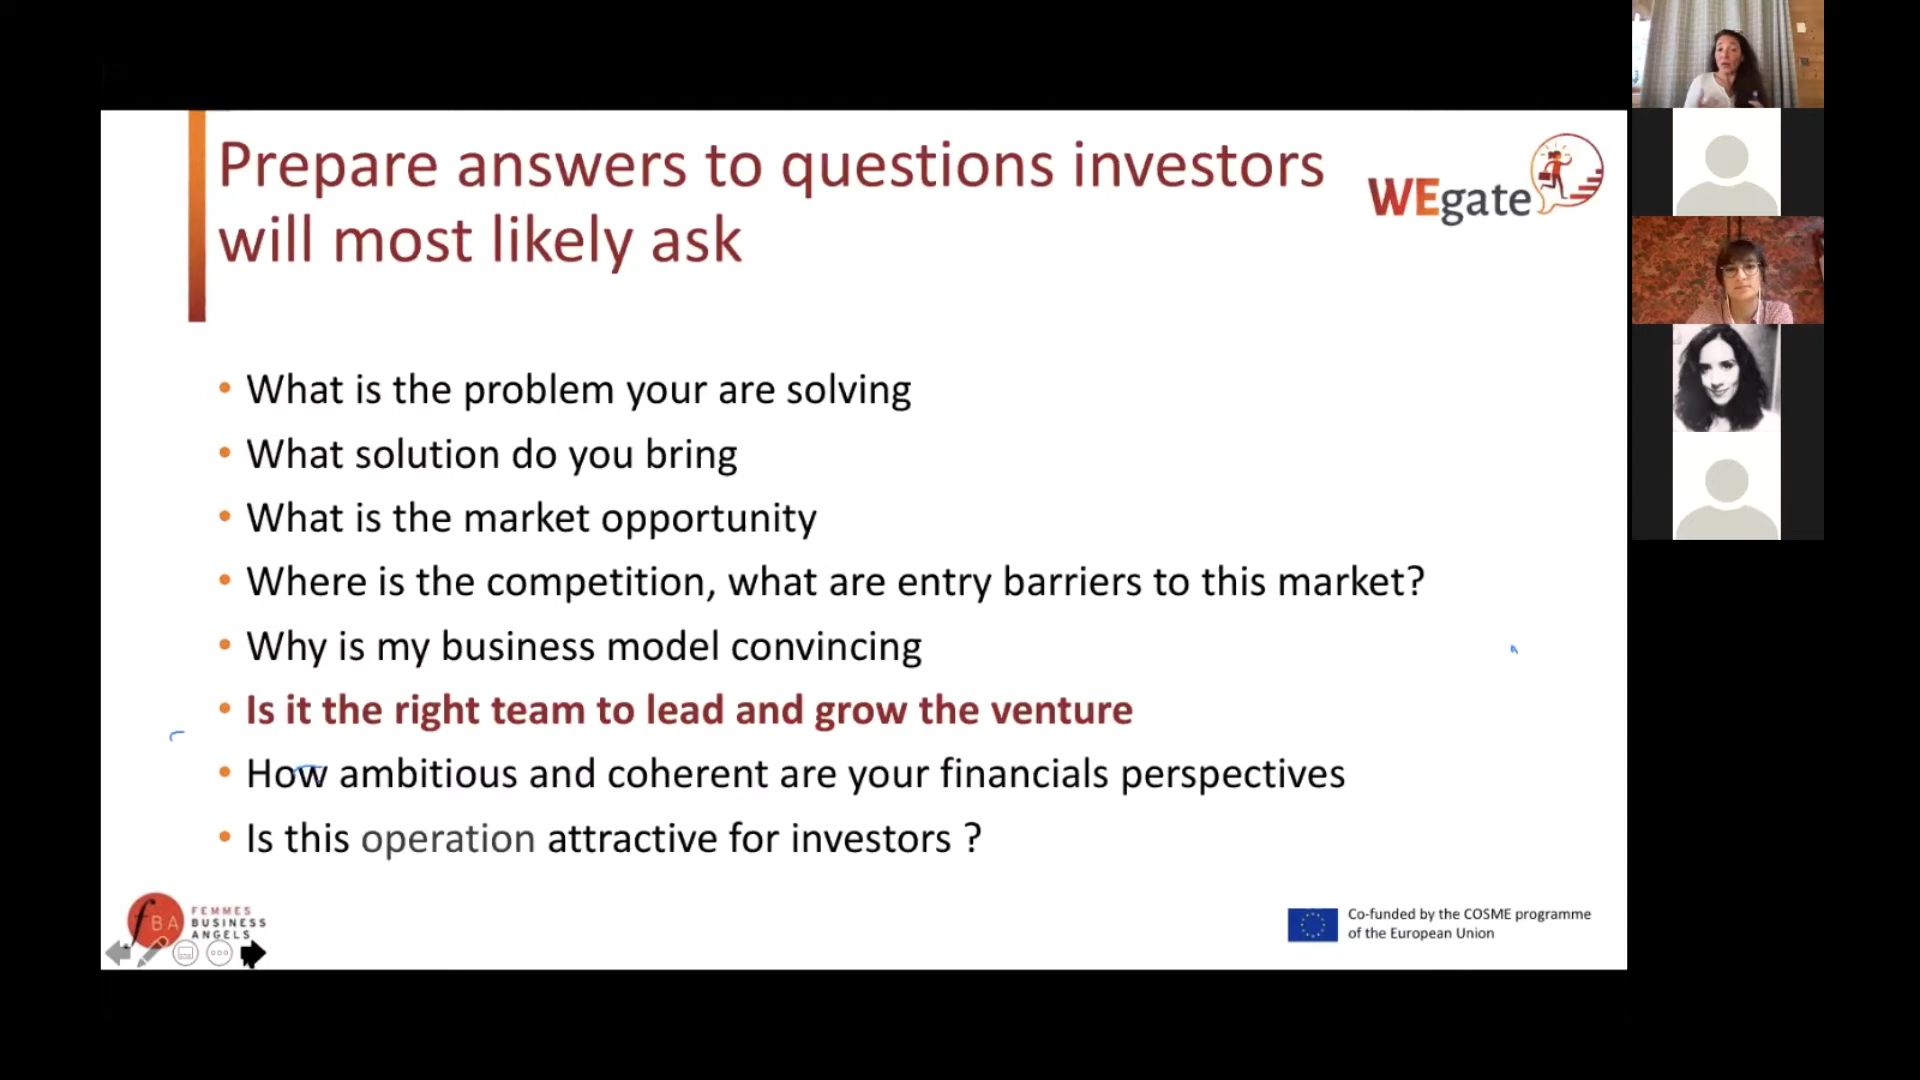 Prepare answers to questions investors
will most likely ask
WEgate
• What is the problem your are solving
• What solution do you bring
• What is the market opportunity
• Where is the competition, what are entry barriers to this market?
• Why is my business model convincing
• Is it the right team to lead and grow the venture
• How ambitious and coherent are your financials perspectives
• Is this operation attractive for investors ?
fBA
FEMMES
BUSINESS
ANGELS
Co-funded by the COSME programme
of the European Union